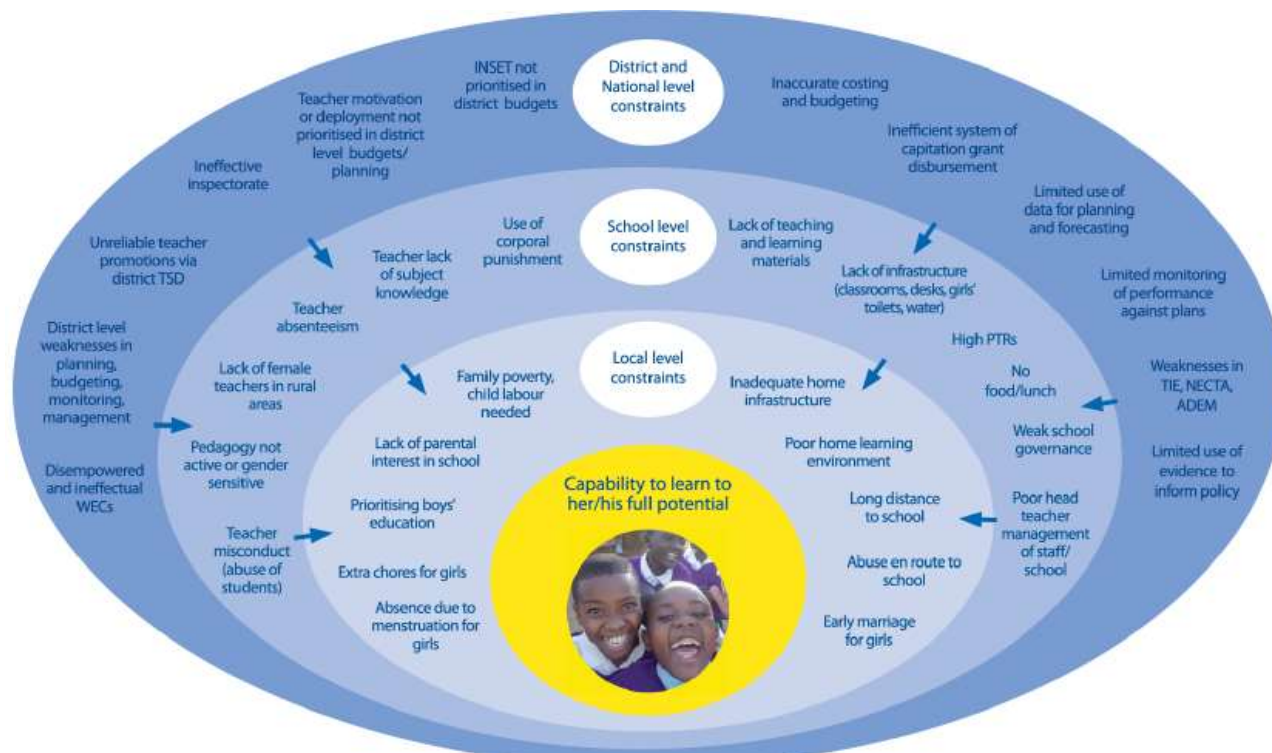 District and
National level
constraints
INSET not
prioritised in
district budgets
Teacher motivation
or deployment not
prioritised in district
level budgets/
planning
Ineffective
inspectorate
Unreliable teacher
promotions via
district TSD
District level
weaknesses in
planning,
budgeting,
monitoring,
management
Disempowered
and ineffectual
WECs
Inaccurate costing
and budgeting
Inefficient system of
capitation grant
disbursement
Limited use of
data for planning
and forecasting
Limited monitoring
of performance
against plans
Weaknesses in
TIE, NECTA,
ADEM
Limited use of
evidence to
inform policy
School level
constraints
Use of
corporal
punishment
Teacher lack
of subject
knowledge
Teacher
absenteeism
Lack of female
teachers in rural
areas
Pedagogy not
active or gender
sensitive
Teacher
misconduct
(abuse of
students)
Lack of teaching
and learning
materials
Lack of infrastructure
(classrooms, desks, girls'
toilets, water)
High PTRs
No
food/lunch
Weak school
governance
Poor head
teacher
management
of staff/
school
Local level
constraints
Family poverty,
child labour
needed
Lack of parental
interest in school
Prioritising boys'
education
Extra chores for girls
Absence due to
menstruation for
girls
Inadequate home
infrastructure
Poor home learning
environment
Long distance
to school
Abuse en route to
school
Early marriage
for girls
Capability to learn to
her/his full potential